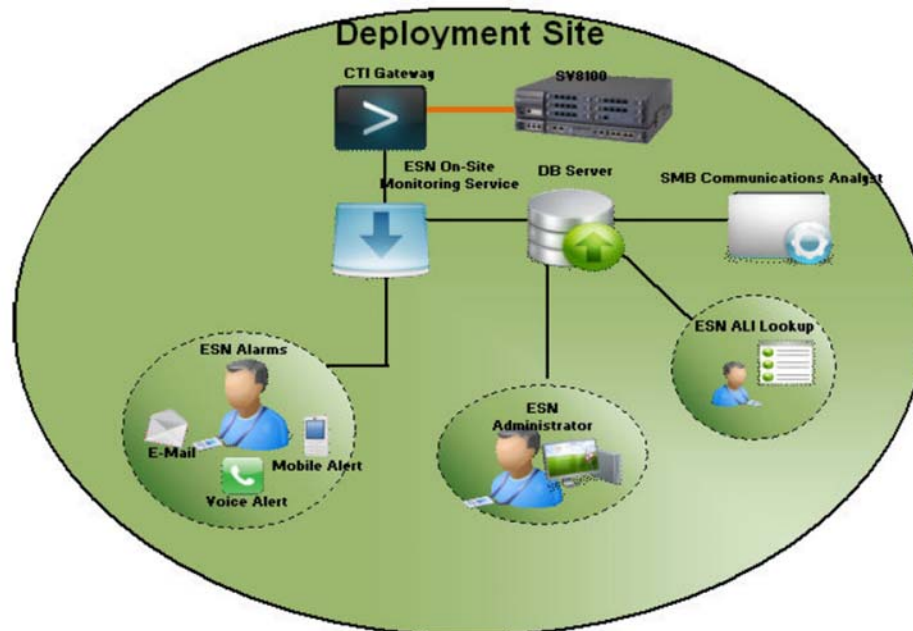 Deployment Site
CTI Gateway
SV8100
ESN On-Site
Monitoring Service
DB Server
SMB Communications Analyst
ESN ALI Lookup
ESN Alarms
E-Mail
Mobile Alert
Voice Alert
ESN
Administrator